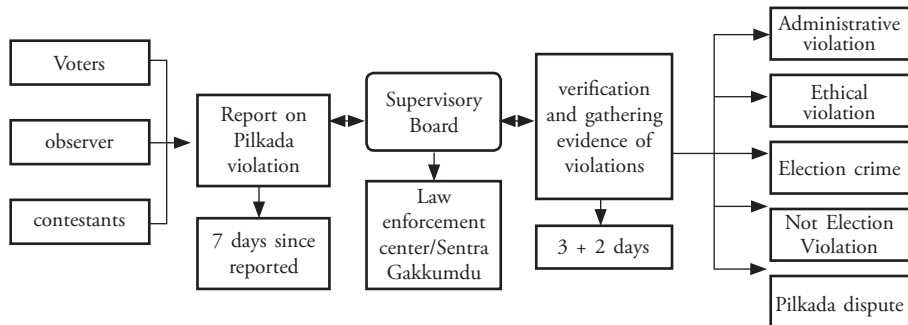 Voters
observer
contestants
Report on
Pilkada
violation
7 days since
reported
Supervisory
Board
Law
enforcement
center/Sentra
Gakkumdu
verification
and gathering
evidence of
violations
3 + 2 days
Administrative
violation
Ethical
violation
Election crime
Not Election
Violation
Pilkada dispute